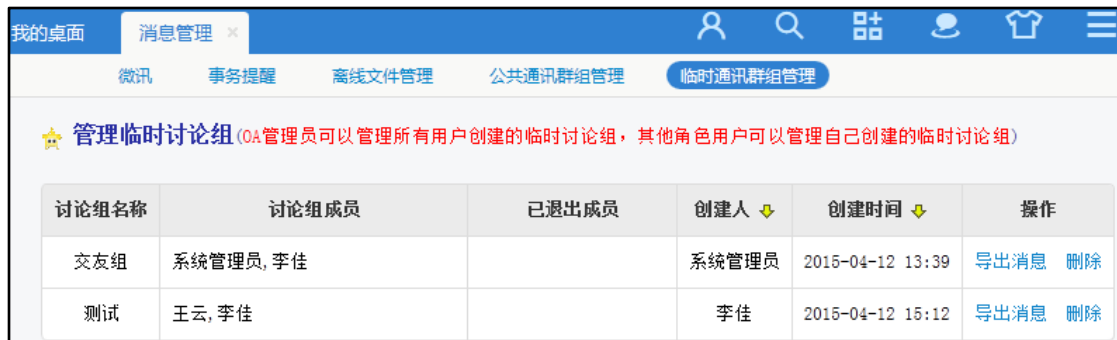 我的桌面 消息管理 ×
微讯 事务提醒 离线文件管理 公共通讯群组管理 临时通讯群组管理
管理临时讨论组(OA管理员可以管理所有用户创建的临时讨论组，其他角色用户可以管理自己创建的临时讨论组)
讨论组名称 讨论组成员 已退出成员 创建人 创建时间 操作
交友组 系统管理员,李佳 系统管理员 2015-04-12 13:39 导出消息 删除
测试 王云,李佳 李佳 2015-04-12 15:12 导出消息 删除